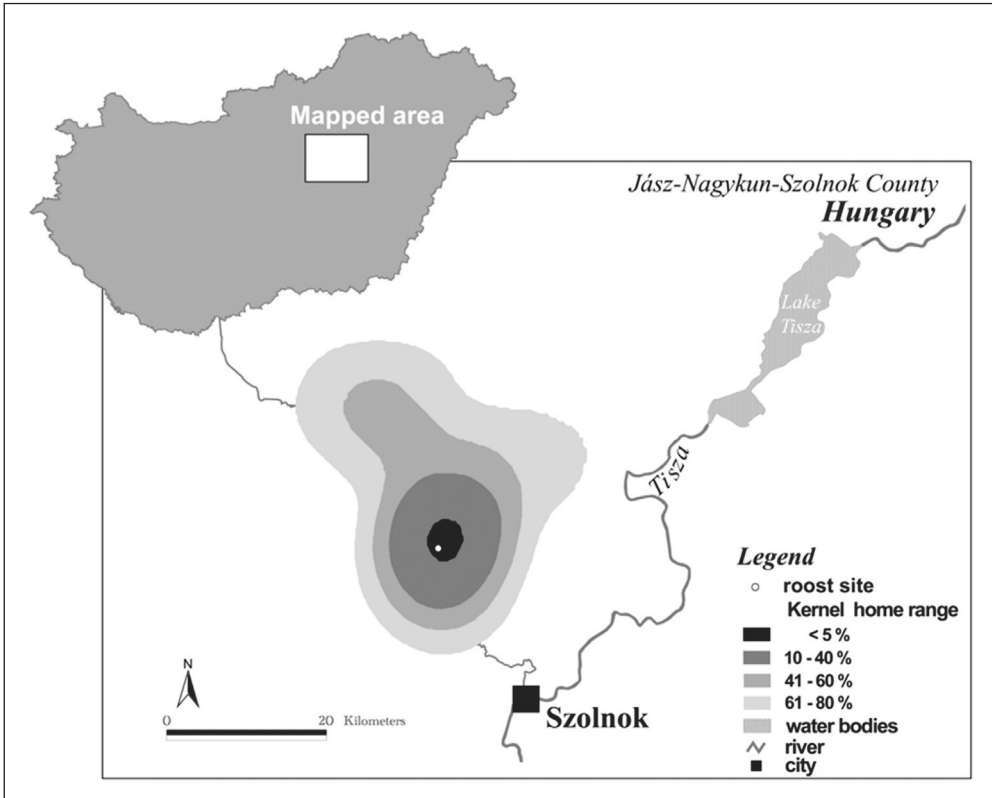 Mapped area
Jász-Nagykun-Szolnok County
Hungary
Lake
Tisza
Tisza
Legend
roost site
Kernel home range
< 5 %
10 - 40 %
41 - 60 %
61 - 80 %
water bodies
river
city
N
0 20 Kilometers
Szolnok